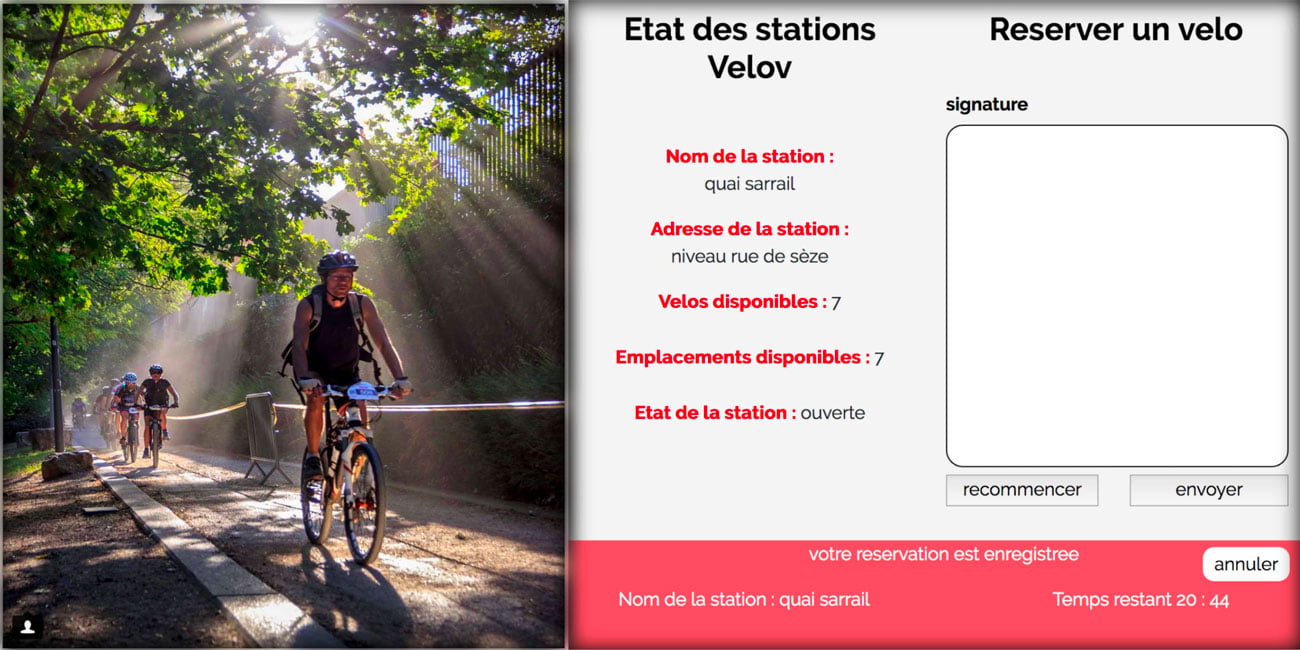 Etat des stations
Velov
Nom de la station :
quai sarrail
Adresse de la station :
niveau rue de sèze
Velos disponibles : 7
Emplacements disponibles : 7
Etat de la station : ouverte
Reserver un velo
signature
recommencer
envoyer
votre reservation est enregistree
annuler
Nom de la station : quai sarrail
Temps restant 20 : 44